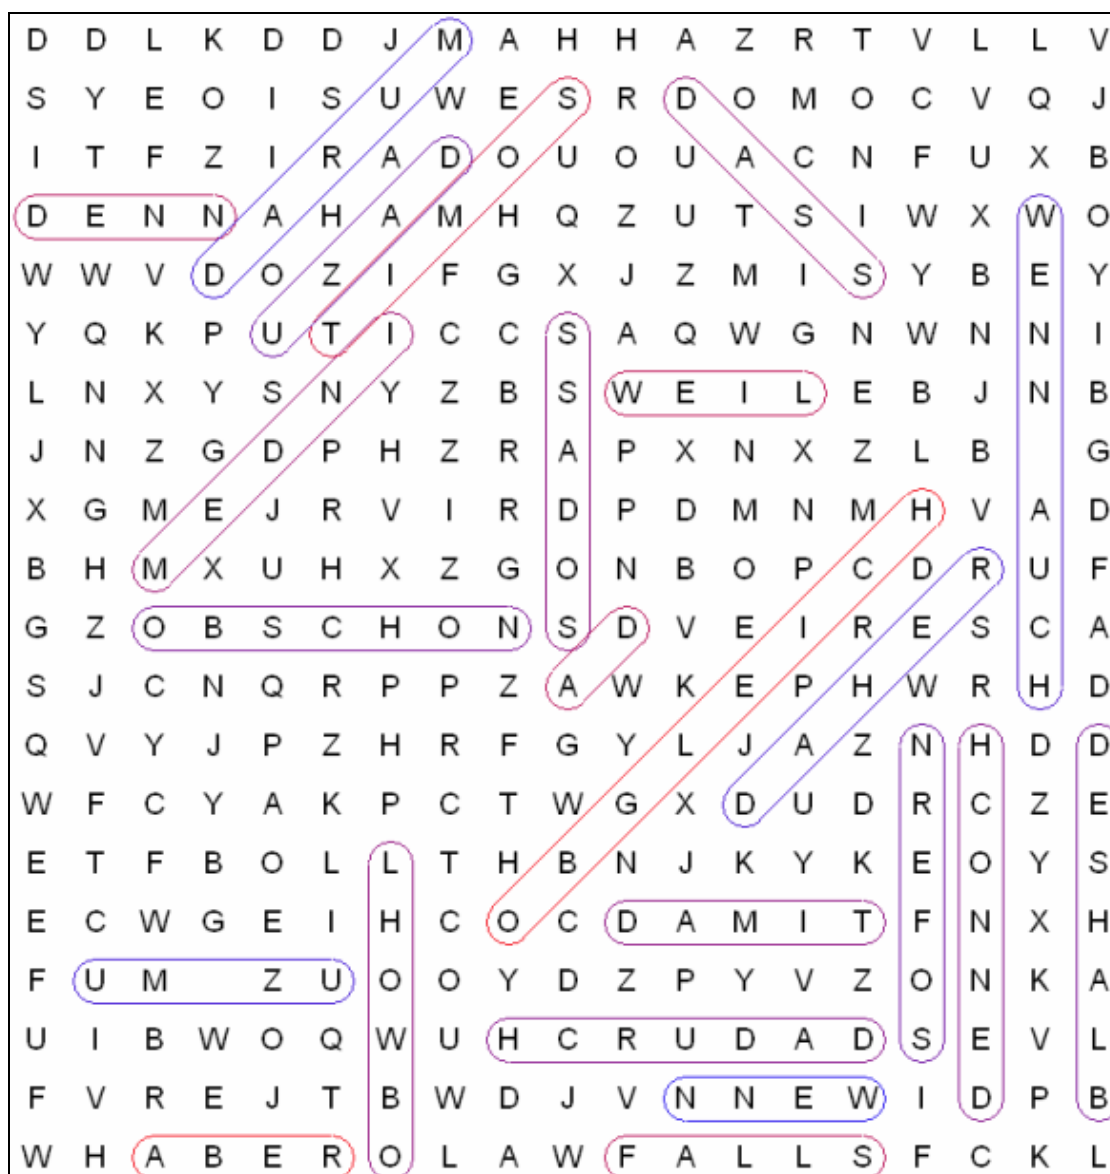 D D L K D D J M A H H A Z R T V L L V
S Y E O I S U W E S R D O M O C V Q J
I T F Z I R A D O U O U A C N F U X B
D E N N A H A M H Q Z U T S I W X W O
W W V D O Z I F G X J Z M I S Y B E Y
Y Q K P U T I C C S A Q W G N W N N I
L N X Y S N Y Z B S W E I L E B J N B
J N Z G D P H Z R A P X N X Z L B G
X G M E J R V I R D P D M N M H V A D
B H M X U H X Z G O N B O P C D R U F
G Z O B S C H O N S D V E I R E S C A
S J C N Q R P P Z A W K E P H W R H D
Q V Y J P Z H R F G Y L J A Z N H D D
W F C Y A K P C T W G X D U D R C Z E
E T F B O L L T H B N J K Y K E O Y S
E C W G E I H C O C D A M I T F N X H
F U M Z U O O Y D Z P Y V Z O N K A
U I B W O Q W U H C R U D A D S E V L
F V R E J T B W D J V N N E W I D P B
W H A B E R O L A W F A L L S F C K L